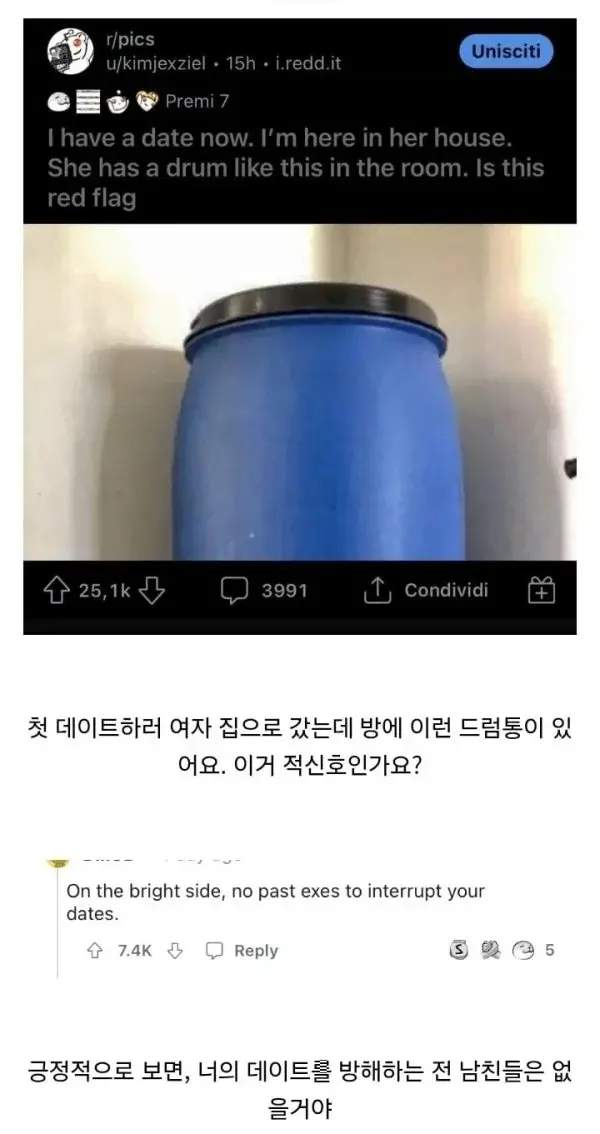 r/pics
u/kimjexziel • 15h • i.redd.it
Unisciti
Premi 7
I have a date now. I’m here in her house.
She has a drum like this in the room. Is this
red flag
25,1k
3991
Condividi
첫 데이트하러 여자 집으로 갔는데 방에 이런 드럼통이 있
어요. 이거 적신호인가요?
On the bright side, no past exes to interrupt your
dates.
7.4K
Reply
5
긍정적으로 보면, 너의 데이트를 방해하는 전 남친들은 없
을거야